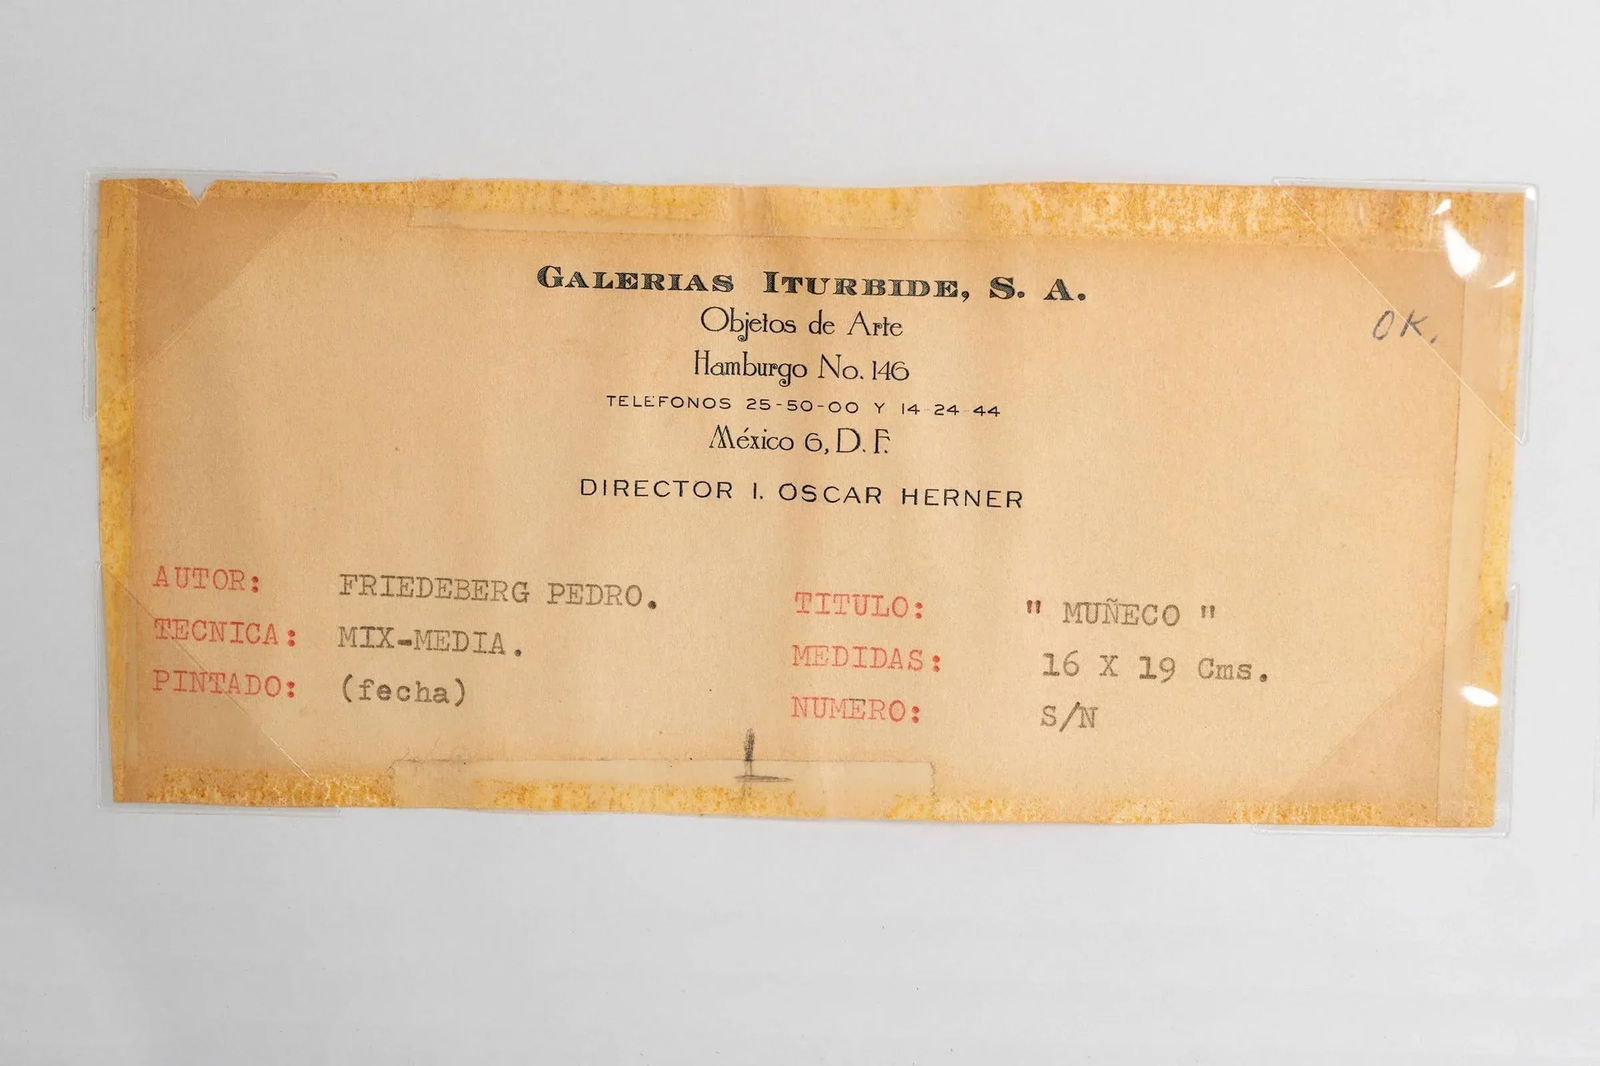 GALERIAS ITURBIDE, S. A.
Objetos de Arte
Hamburgo No. 146
TELEFONOS 25-50-00 Y 14-24-44
México 6, D. F.
DIRECTOR I. OSCAR HERNER
OK.
AUTOR: FRIEDEBERG PEDRO. TITULO: " MUÑECO "
TECNICA: MIX-MEDIA. MEDIDAS: 16 X 19 Cms.
PINTADO: (fecha) NUMERO: S/N